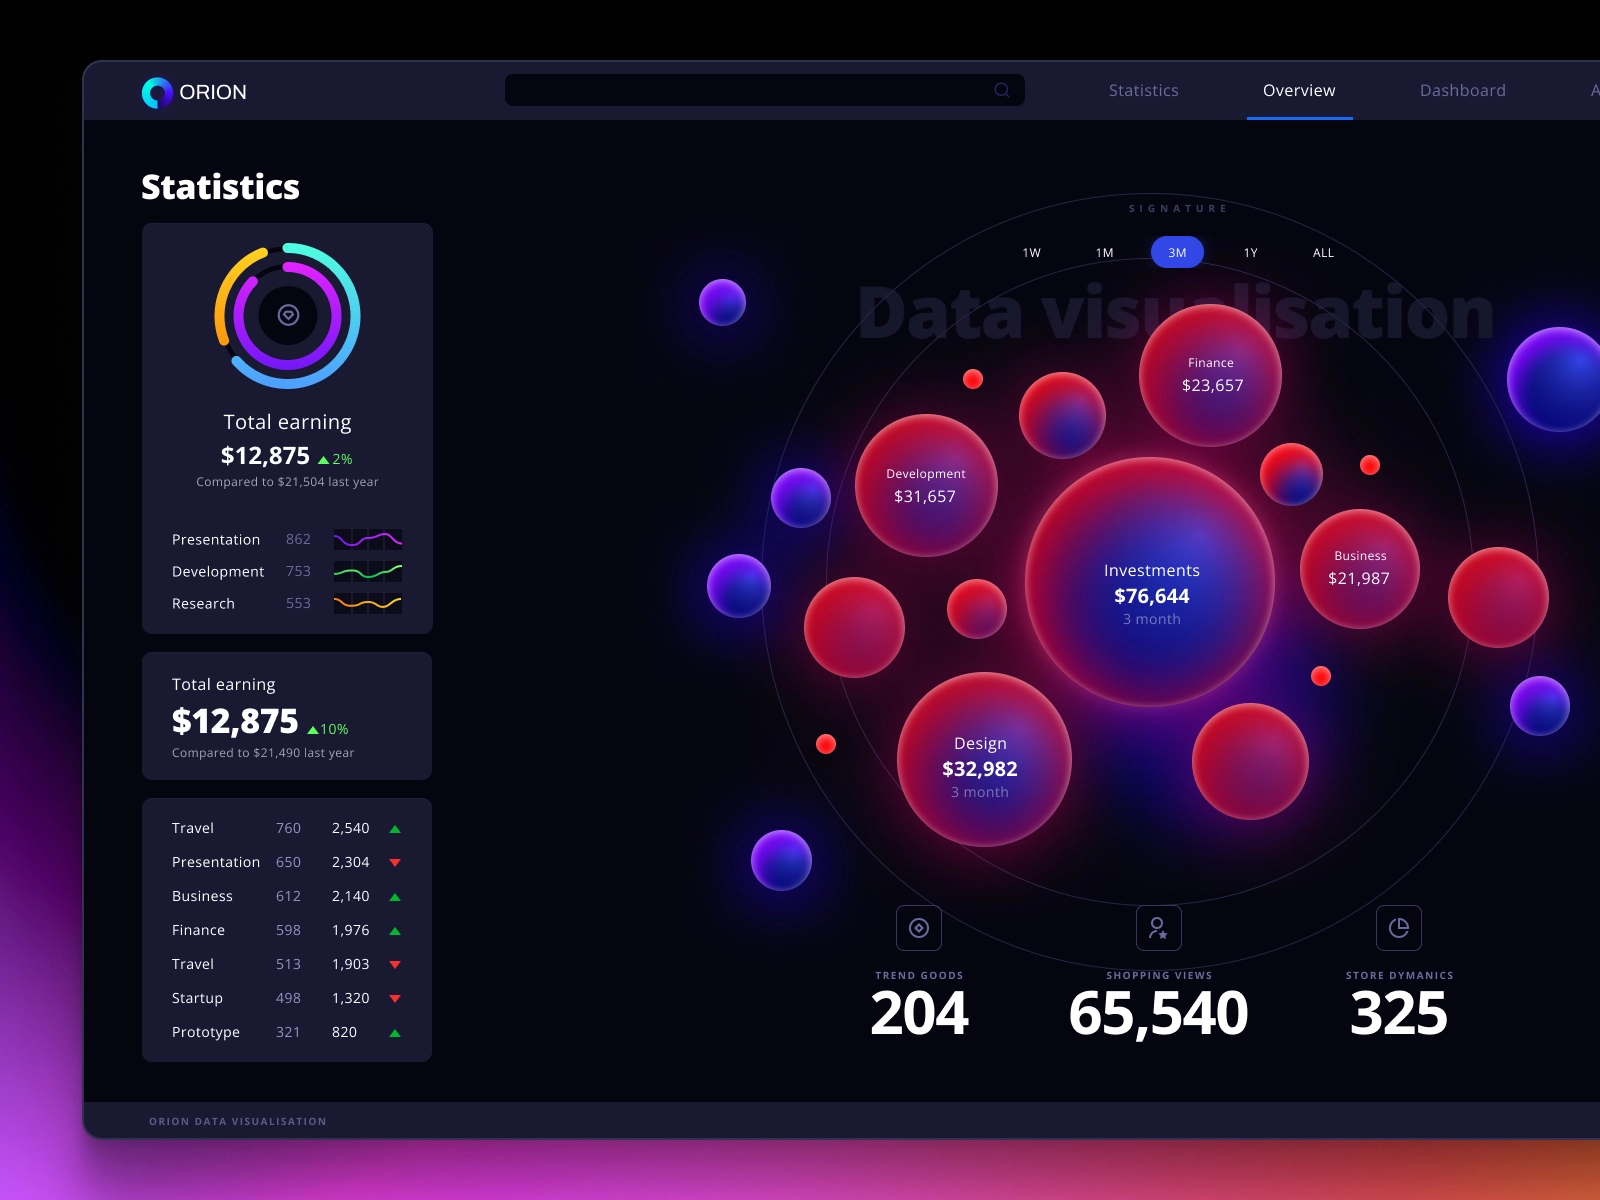 ORION
Statistics
Overview
Dashboard
Statistics
Total earning
$12,875 2%
Compared to $21,504 last year
Presentation 862
Development 753
Research 553
Total earning
$12,875 10%
Compared to $21,490 last year
Travel 760 2,540
Presentation 650 2,304
Business 612 2,140
Finance 598 1,976
Travel 513 1,903
Startup 498 1,320
Prototype 321 820
SIGNATURE
1W 1M 3M 1Y ALL
Data visualisation
Finance
$23,657
Development
$31,657
Business
$21,987
Investments
$76,644
3 month
Design
$32,982
3 month
TREND GOODS
204
SHOPPING VIEWS
65,540
STORE DYMANICS
325
ORION DATA VISUALISATION